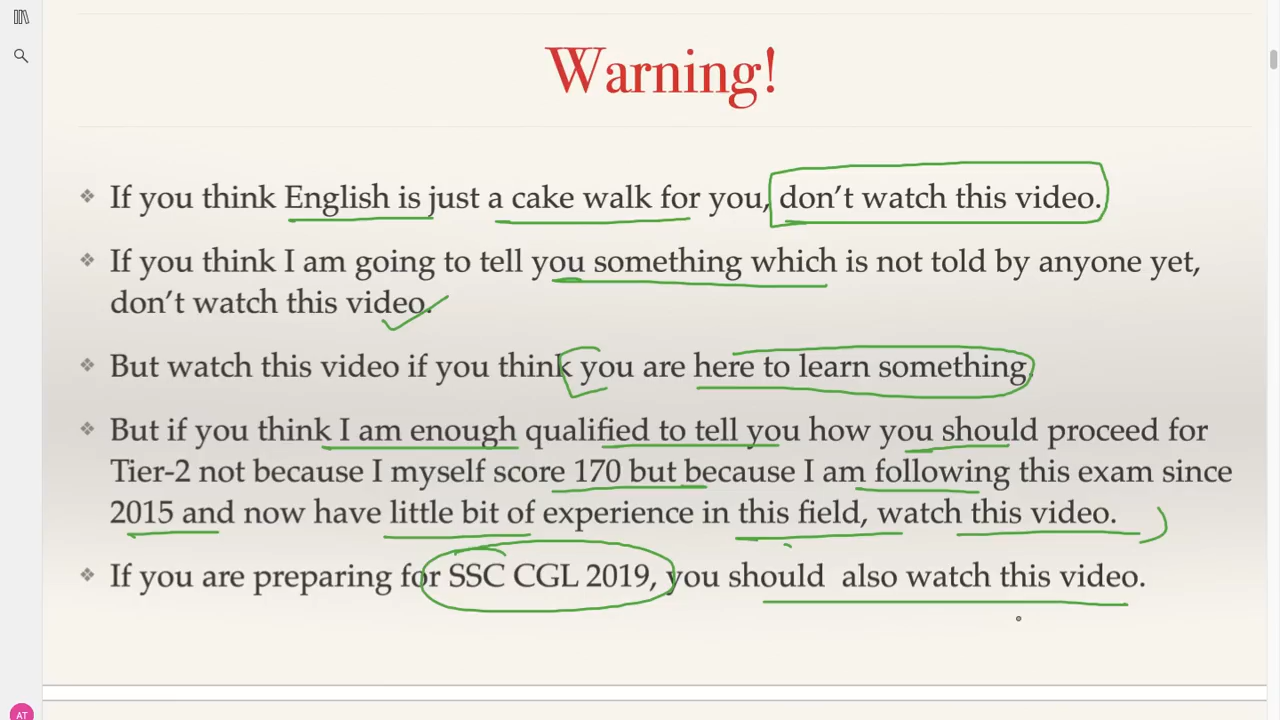 Warning!
❖ If you think English is just a cake walk for you, don’t watch this video.
❖ If you think I am going to tell you something which is not told by anyone yet,
don’t watch this video.
❖ But watch this video if you think you are here to learn something.
❖ But if you think I am enough qualified to tell you how you should proceed for
Tier-2 not because I myself score 170 but because I am following this exam since
2015 and now have little bit of experience in this field, watch this video.
❖ If you are preparing for SSC CGL 2019, you should also watch this video.
AT